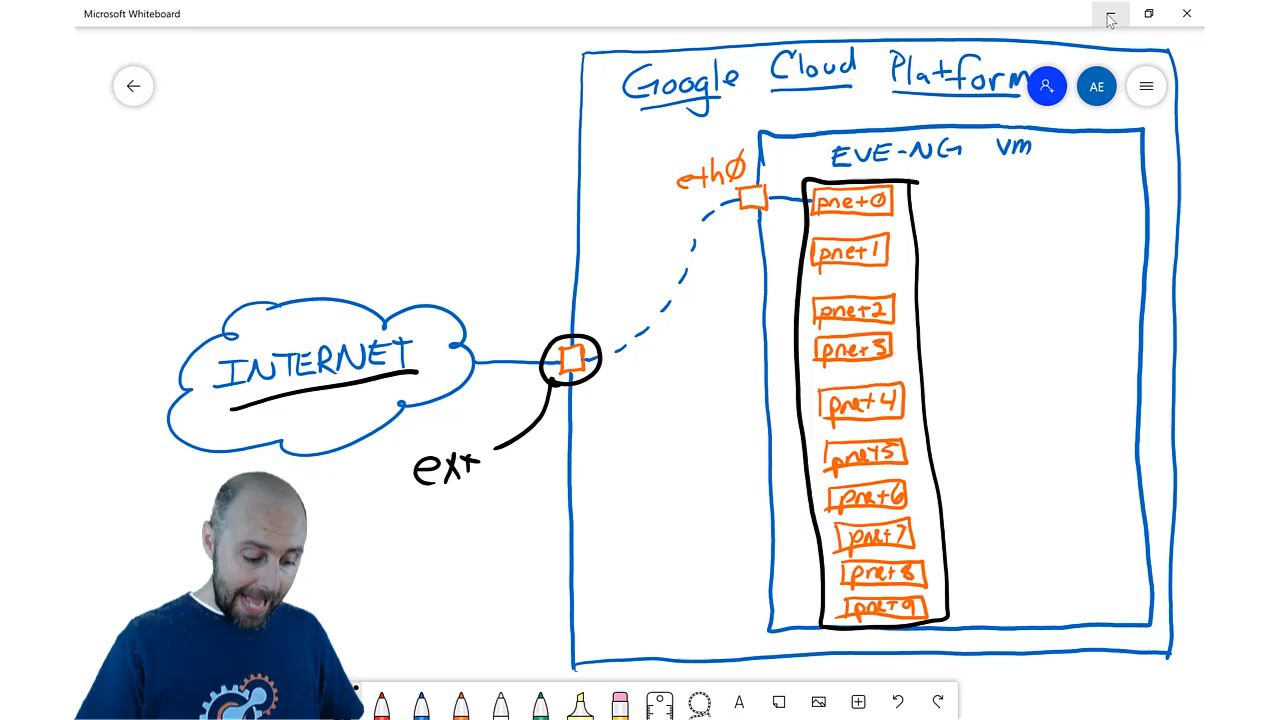 Microsoft Whiteboard
Google Cloud Platform
AE
EVE-NG vm
eth0
pnet0
pnet1
pnet2
pnet3
pnet4
pnet5
pnet6
pnet7
pnet8
pnet9
INTERNET
ext
A